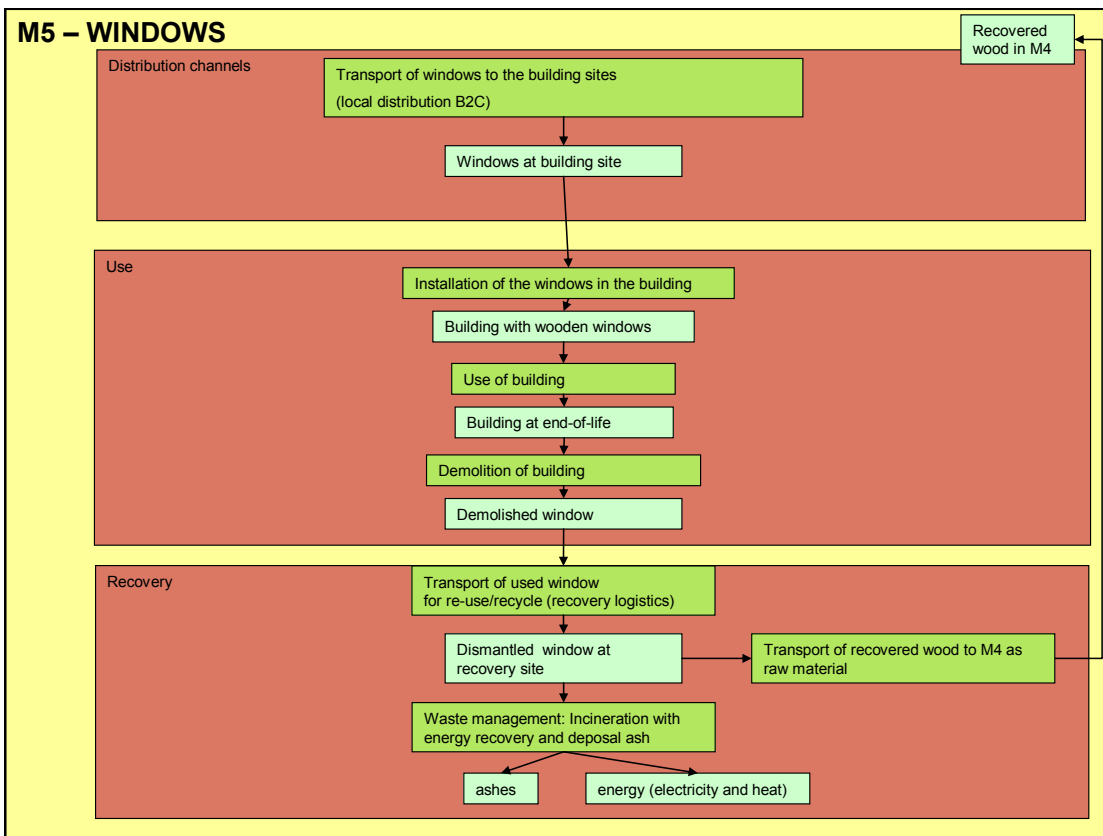 M5 – WINDOWS
Recovered
wood in M4
Distribution channels
Transport of windows to the building sites
(local distribution B2C)
Windows at building site
Use
Installation of the windows in the building
Building with wooden windows
Use of building
Building at end-of-life
Demolition of building
Demolished window
Recovery
Transport of used window
for re-use/recycle (recovery logistics)
Dismantled window at
recovery site
Transport of recovered wood to M4 as
raw material
Waste management: Incineration with
energy recovery and deposal ash
ashes
energy (electricity and heat)